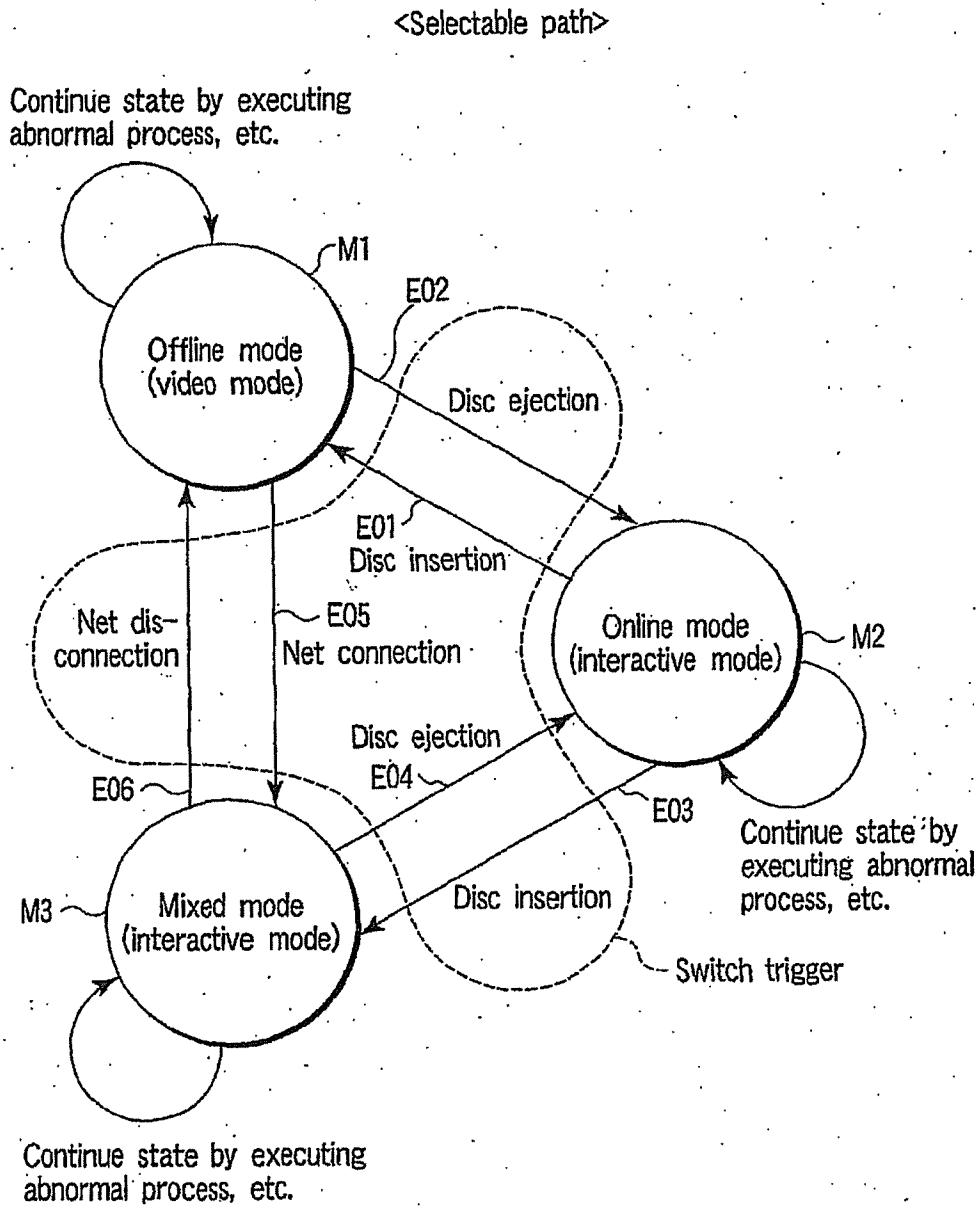 <Selectable path>
Continue state by executing
abnormal process, etc.
M1
E02
Offline mode
(video mode)
Disc ejection
E01
Disc insertion
Net dis-
connection
E05
Net connection
Online mode
(interactive mode)
M2
Disc ejection
E04
E06
E03
Continue state by
executing abnormal
process, etc.
M3
Mixed mode
(interactive mode)
Disc insertion
Switch trigger
Continue state by executing
abnormal process, etc.